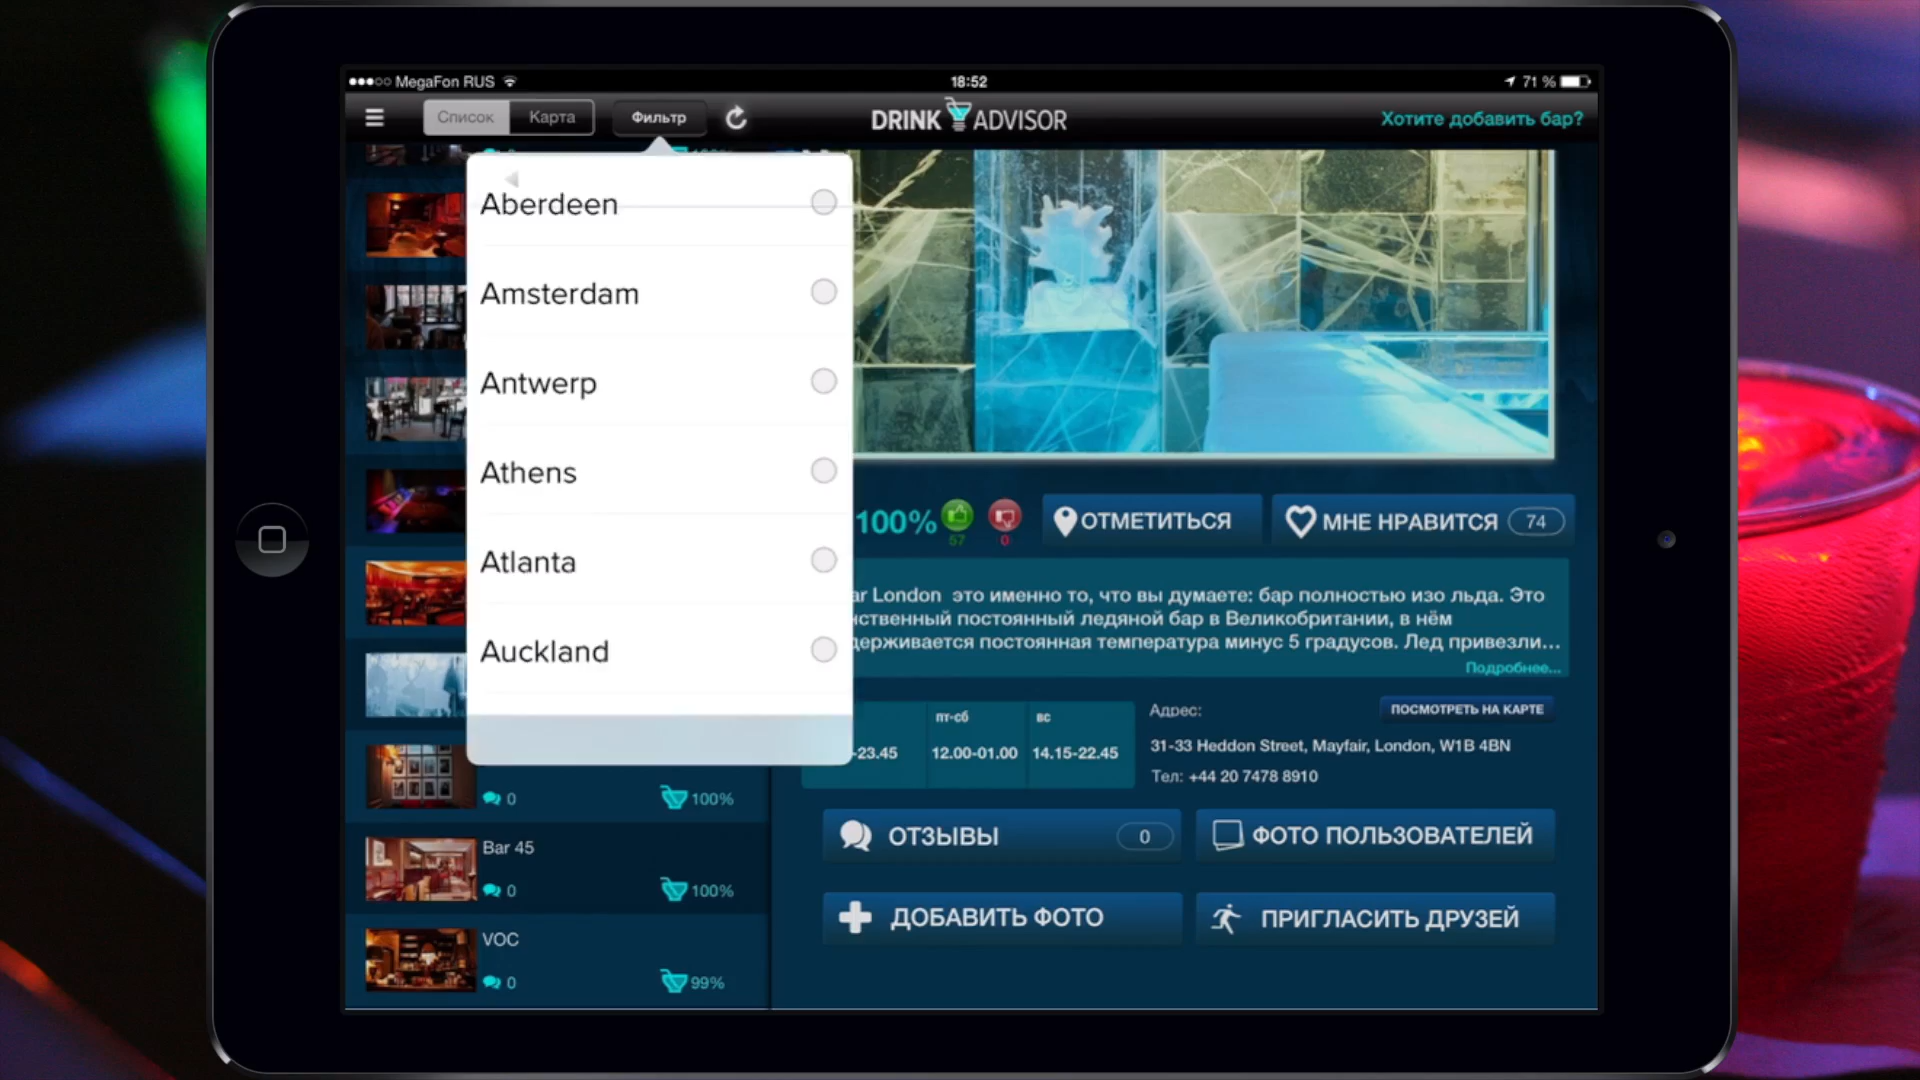 MegaFon RUS
18:52
71 %
Список
Карта
Фильтр
DRINK ADVISOR
Хотите добавить бар?
Aberdeen
Amsterdam
Antwerp
Athens
Atlanta
Auckland
100%
57
0
ОТМЕТИТЬСЯ
МНЕ НРАВИТСЯ 74
ar London это именно то, что вы думаете: бар полностью изо льда. Это
нственный постоянный ледяной бар в Великобритании, в нём
держивается постоянная температура минус 5 градусов. Лед привезли...
Подробнее...
-23.45
пт-сб
12.00-01.00
вс
14.15-22.45
Адрес:
ПОСМОТРЕТЬ НА КАРТЕ
31-33 Heddon Street, Mayfair, London, W1B 4BN
Тел: +44 20 7478 8910
0
100%
Bar 45
0
100%
VOC
0
99%
ОТЗЫВЫ 0
ФОТО ПОЛЬЗОВАТЕЛЕЙ
ДОБАВИТЬ ФОТО
ПРИГЛАСИТЬ ДРУЗЕЙ